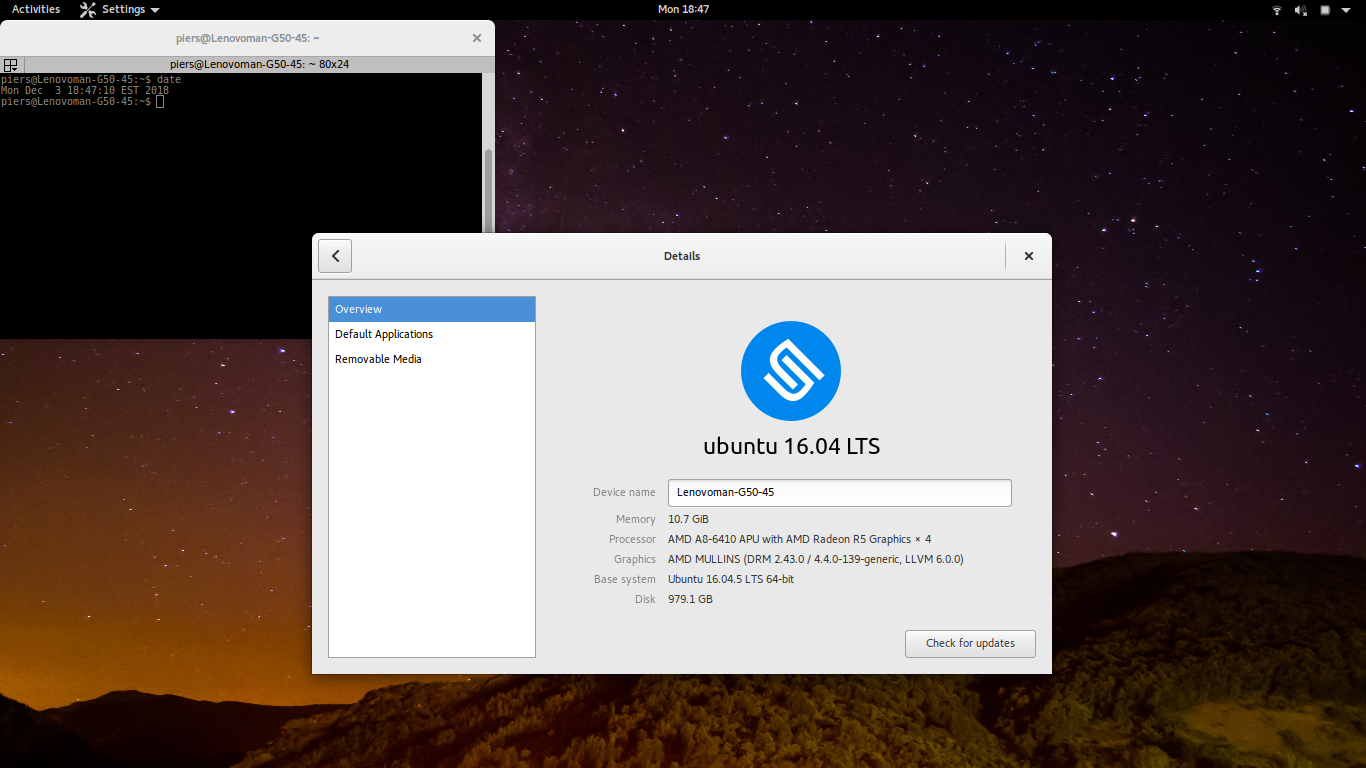 Activities Settings Mon 18:47
piers@Lenovoman-G50-45: ~
piers@Lenovoman-G50-45: ~ 80x24
piers@Lenovoman-G50-45:~$ date
Mon Dec  3 18:47:10 EST 2018
piers@Lenovoman-G50-45:~$
Details
Overview
Default Applications
Removable Media
ubuntu 16.04 LTS
Device name Lenovoman-G50-45
Memory 10.7 GiB
Processor AMD A8-6410 APU with AMD Radeon R5 Graphics × 4
Graphics AMD MULLINS (DRM 2.43.0 / 4.4.0-139-generic, LLVM 6.0.0)
Base system Ubuntu 16.04.5 LTS 64-bit
Disk 979.1 GB
Check for updates